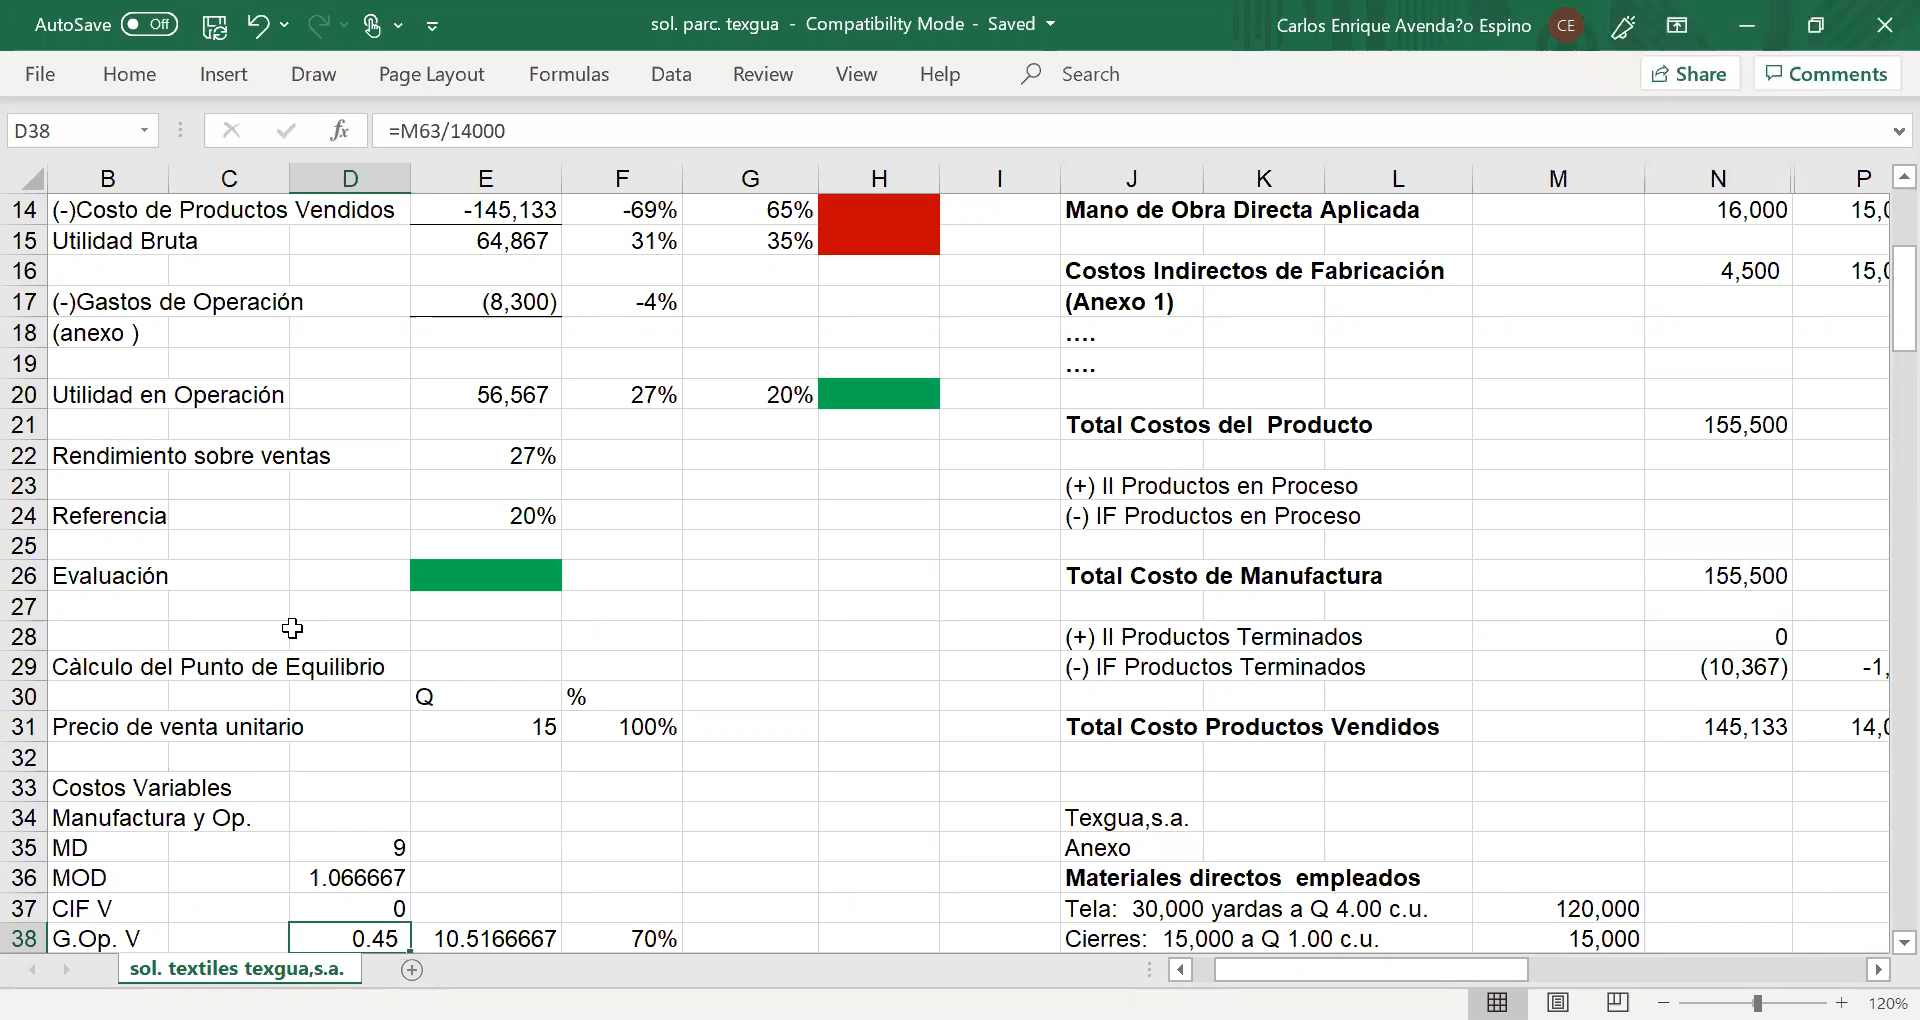 AutoSave Off
sol. parc. texgua - Compatibility Mode - Saved
Carlos Enrique Avenda?o Espino CE
File Home Insert Draw Page Layout Formulas Data Review View Help Search Share Comments
D38 fx =M63/14000
B C D E F G H I J K L M N P
14 (-)Costo de Productos Vendidos -145,133 -69% 65% Mano de Obra Directa Aplicada 16,000 15,0
15 Utilidad Bruta 64,867 31% 35%
16 Costos Indirectos de Fabricación 4,500 15,0
17 (-)Gastos de Operación (8,300) -4% (Anexo 1)
18 (anexo ) ....
19 ....
20 Utilidad en Operación 56,567 27% 20%
21 Total Costos del  Producto 155,500
22 Rendimiento sobre ventas 27%
23 (+) II Productos en Proceso
24 Referencia 20% (-) IF Productos en Proceso
25
26 Evaluación Total Costo de Manufactura 155,500
27
28 (+) II Productos Terminados 0
29 Càlculo del Punto de Equilibrio (-) IF Productos Terminados (10,367) -1,
30 Q %
31 Precio de venta unitario 15 100% Total Costo Productos Vendidos 145,133 14,0
32
33 Costos Variables
34 Manufactura y Op. Texgua,s.a.
35 MD 9 Anexo
36 MOD 1.066667 Materiales directos  empleados
37 CIF V 0 Tela:  30,000 yardas a Q 4.00 c.u. 120,000
38 G.Op. V 0.45 10.5166667 70% Cierres:  15,000 a Q 1.00 c.u. 15,000
sol. textiles texgua,s.a.
120%